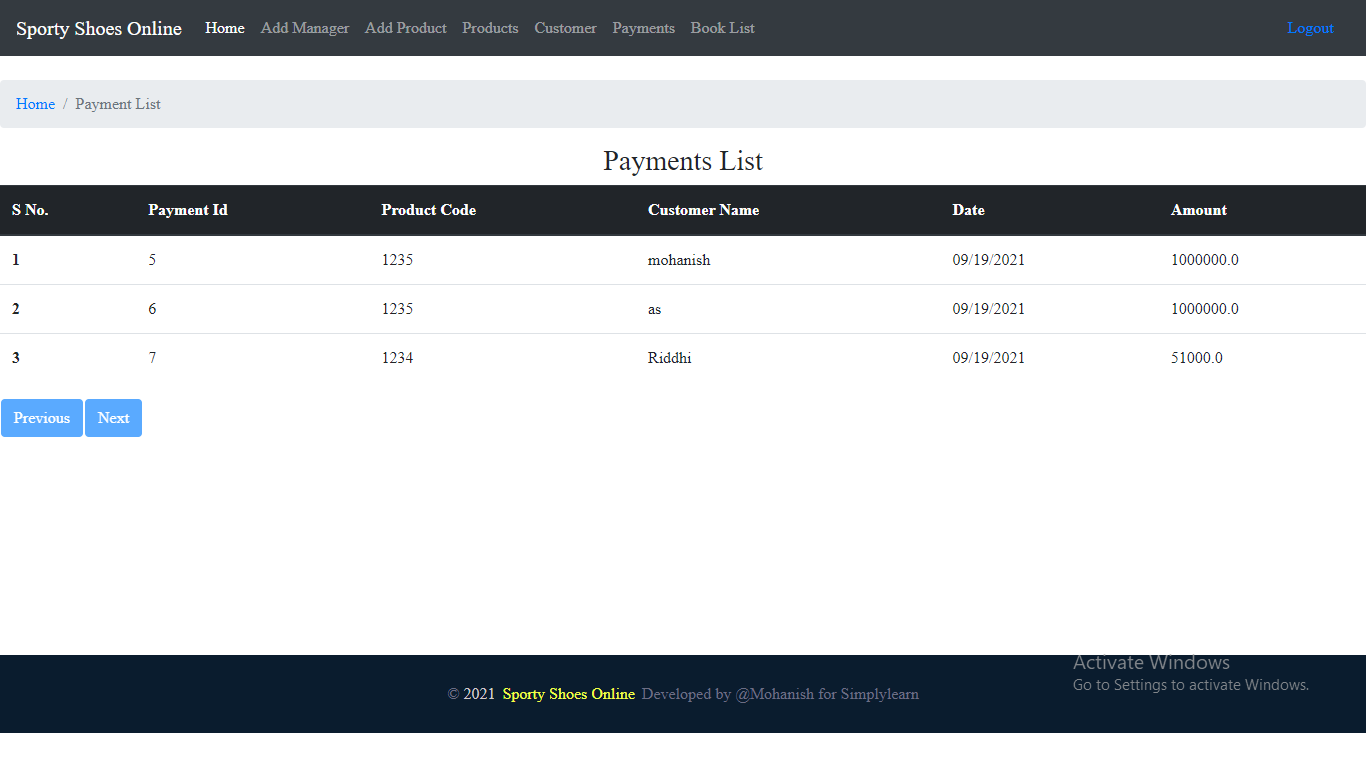 Sporty Shoes Online Home Add Manager Add Product Products Customer Payments Book List Logout
Home / Payment List
Payments List
S No. Payment Id Product Code Customer Name Date Amount
1 5 1235 mohanish 09/19/2021 1000000.0
2 6 1235 as 09/19/2021 1000000.0
3 7 1234 Riddhi 09/19/2021 51000.0
Previous Next
Activate Windows
Go to Settings to activate Windows.
© 2021 Sporty Shoes Online Developed by @Mohanish for Simplylearn